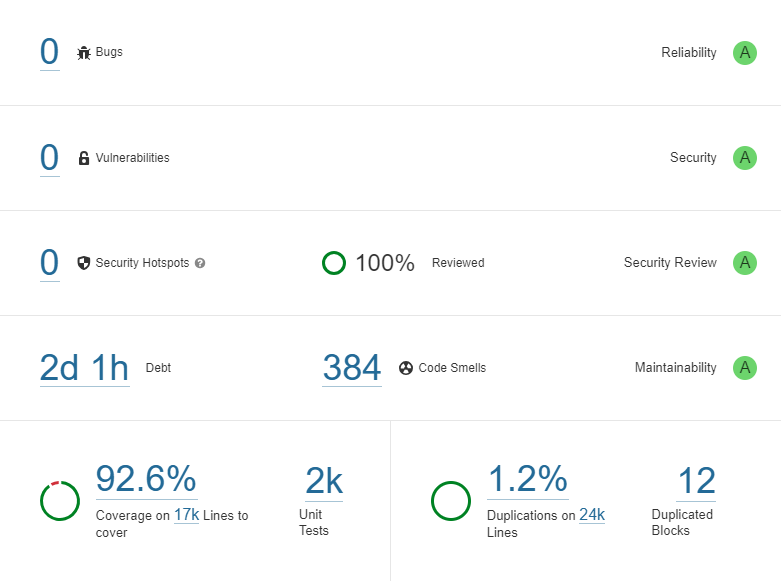 0 Bugs Reliability A
0 Vulnerabilities Security A
0 Security Hotspots ? 100% Reviewed Security Review A
2d 1h Debt 384 Code Smells Maintainability A
92.6%
Coverage on 17k Lines to
cover
2k
Unit
Tests
1.2%
Duplications on 24k
Lines
12
Duplicated
Blocks